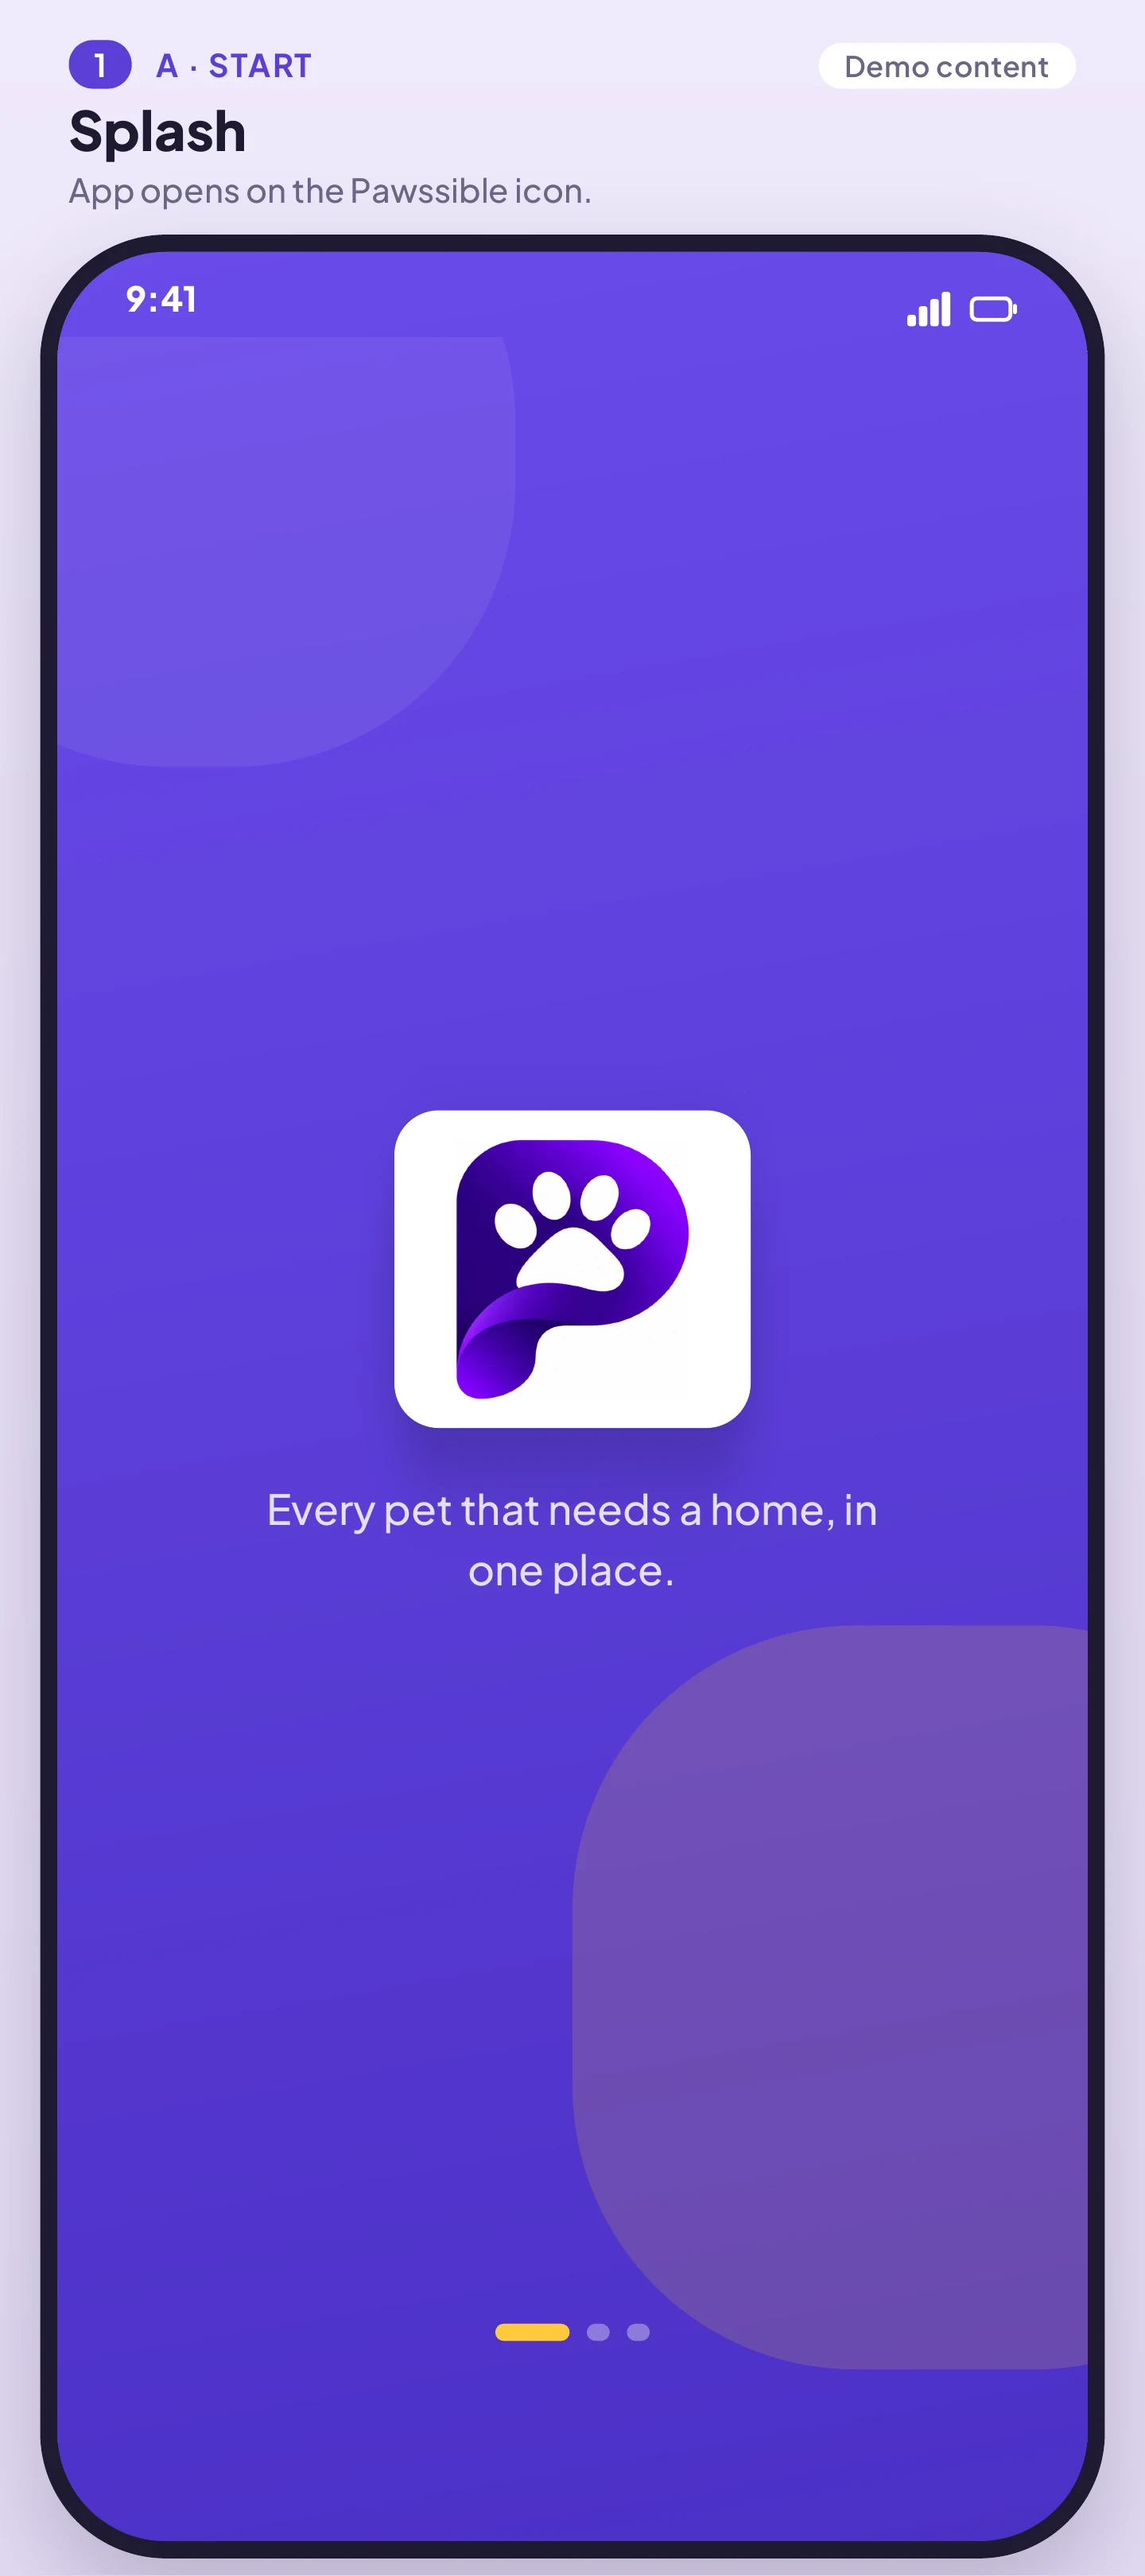 1 A · START Demo content
Splash
App opens on the Pawssible icon.
9:41
Every pet that needs a home, in
one place.